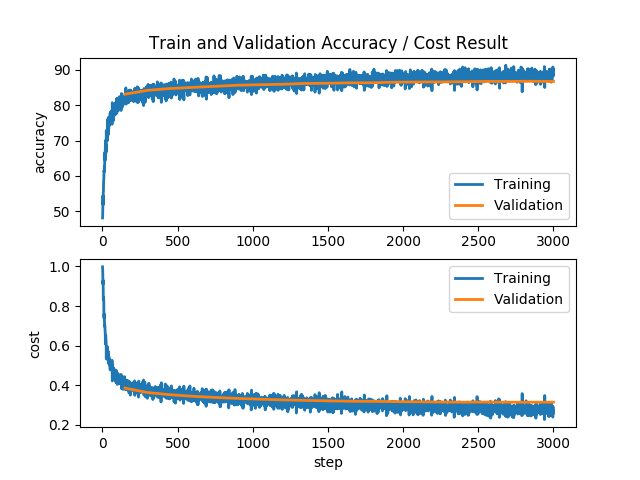 Train and Validation Accuracy / Cost Result
accuracy
90
80
70
60
50
Training
Validation
0 500 1000 1500 2000 2500 3000
cost
1.0
0.8
0.6
0.4
0.2
Training
Validation
0 500 1000 1500 2000 2500 3000
step